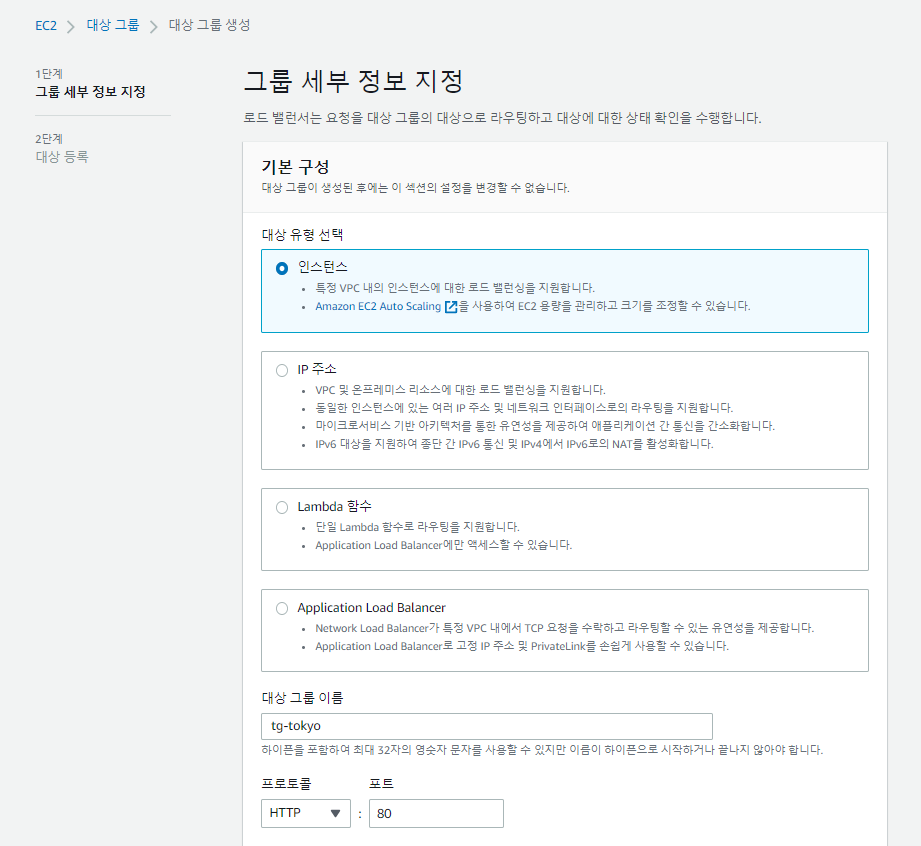 EC2 > 대상 그룹 > 대상 그룹 생성
1단계
그룹 세부 정보 지정
2단계
대상 등록
그룹 세부 정보 지정
로드 밸런서는 요청을 대상 그룹의 대상으로 라우팅하고 대상에 대한 상태 확인을 수행합니다.
기본 구성
대상 그룹이 생성된 후에는 이 섹션의 설정을 변경할 수 없습니다.
대상 유형 선택
인스턴스
• 특정 VPC 내의 인스턴스에 대한 로드 밸런싱을 지원합니다.
• Amazon EC2 Auto Scaling 을 사용하여 EC2 용량을 관리하고 크기를 조정할 수 있습니다.
IP 주소
• VPC 및 온프레미스 리소스에 대한 로드 밸런싱을 지원합니다.
• 동일한 인스턴스에 있는 여러 IP 주소 및 네트워크 인터페이스로의 라우팅을 지원합니다.
• 마이크로서비스 기반 아키텍처를 통한 유연성을 제공하여 애플리케이션 간 통신을 간소화합니다.
• IPv6 대상을 지원하여 종단 간 IPv6 통신 및 IPv4에서 IPv6로의 NAT를 활성화합니다.
Lambda 함수
• 단일 Lambda 함수로 라우팅을 지원합니다.
• Application Load Balancer에만 액세스할 수 있습니다.
Application Load Balancer
• Network Load Balancer가 특정 VPC 내에서 TCP 요청을 수락하고 라우팅할 수 있는 유연성을 제공합니다.
• Application Load Balancer로 고정 IP 주소 및 PrivateLink를 손쉽게 사용할 수 있습니다.
대상 그룹 이름
tg-tokyo
하이픈을 포함하여 최대 32자의 영숫자 문자를 사용할 수 있지만 이름이 하이픈으로 시작하거나 끝나지 않아야 합니다.
프로토콜 포트
HTTP : 80